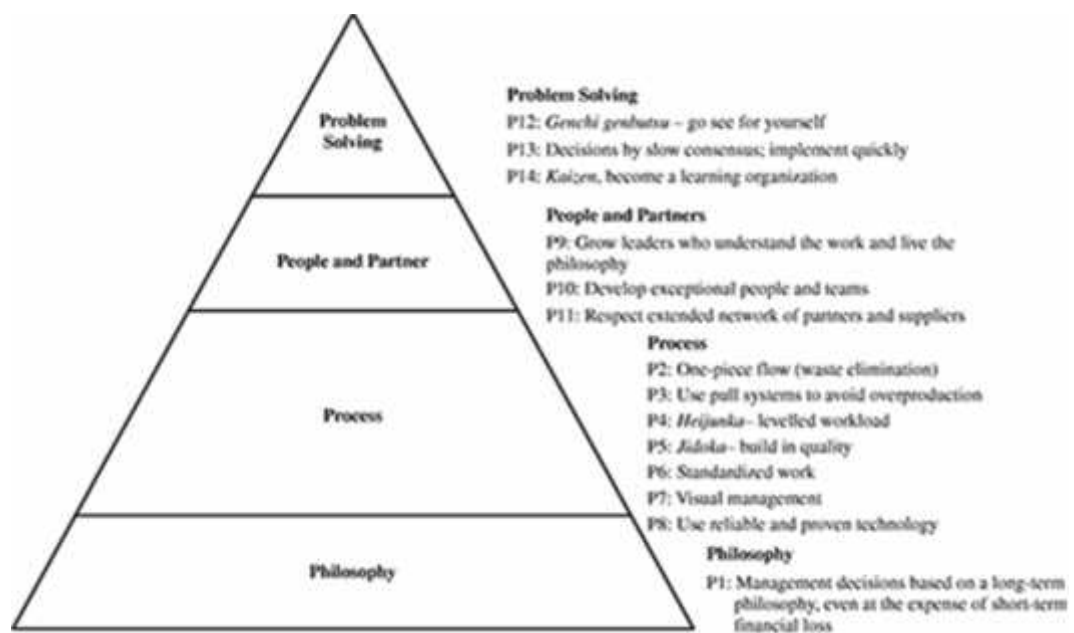 Problem
Solving
People and Partner
Process
Philosophy
Problem Solving
P12: Genchi genbutsu – go see for yourself
P13: Decisions by slow consensus; implement quickly
P14: Kaizen, become a learning organization
People and Partners
P9: Grow leaders who understand the work and live the
philosophy
P10: Develop exceptional people and teams
P11: Respect extended network of partners and suppliers
Process
P2: One-piece flow (waste elimination)
P3: Use pull systems to avoid overproduction
P4: Heijunka– levelled workload
P5: Jidoka– build in quality
P6: Standardized work
P7: Visual management
P8: Use reliable and proven technology
Philosophy
P1: Management decisions based on a long-term
philosophy, even at the expense of short-term
financial loss